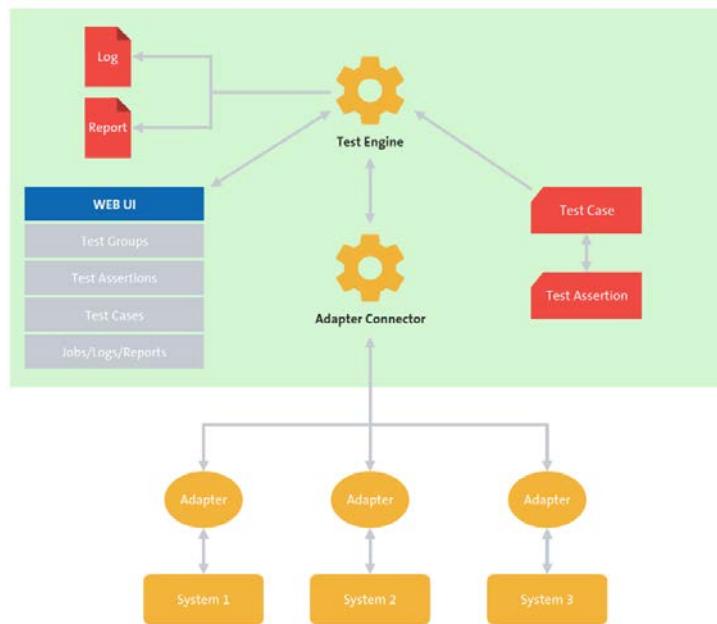 Log
Report
Test Engine
WEB UI
Test Groups
Test Assertions
Test Cases
Jobs/Logs/Reports
Adapter Connector
Test Case
Test Assertion
Adapter
Adapter
Adapter
System 1
System 2
System 3